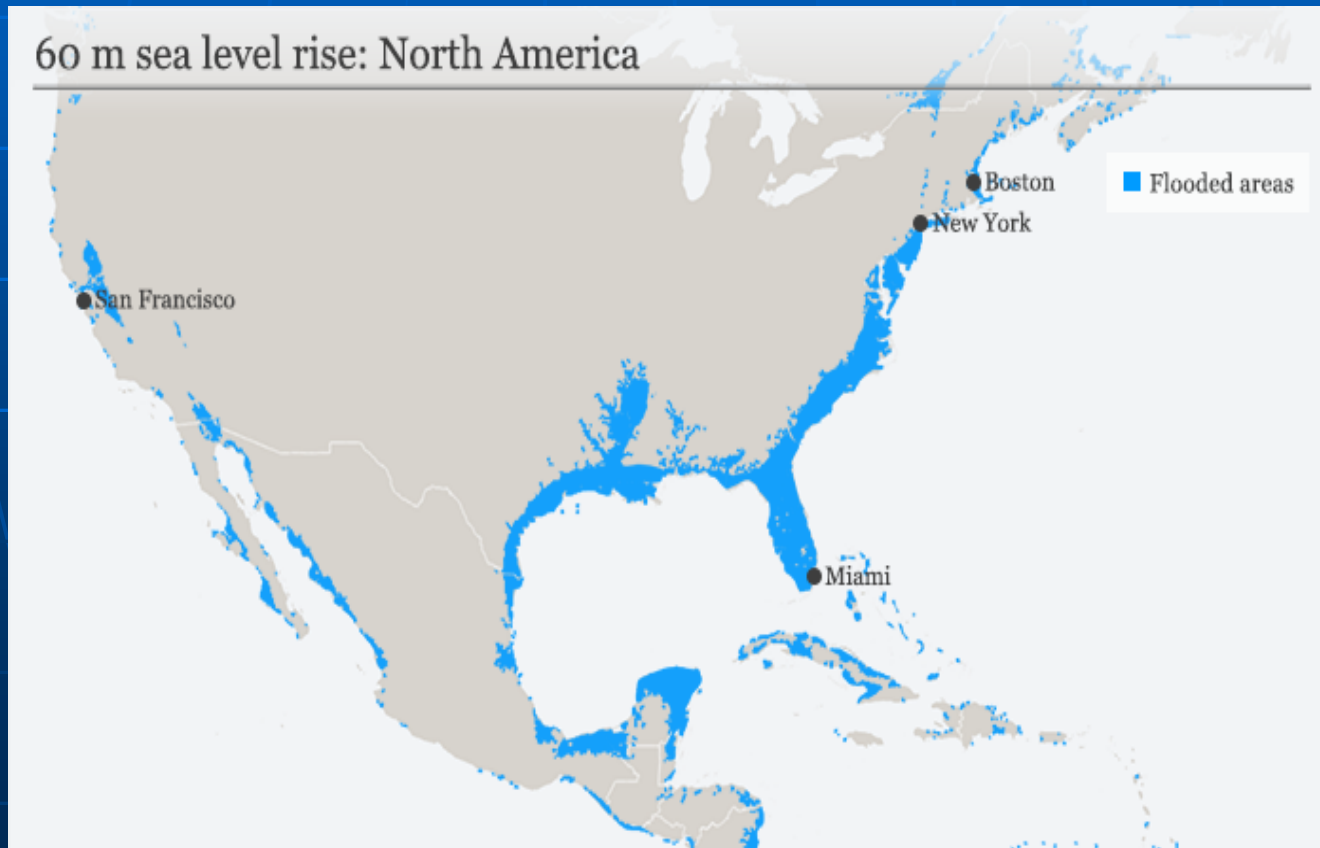 60 m sea level rise: North America
Boston
Flooded areas
New York
San Francisco
Miami